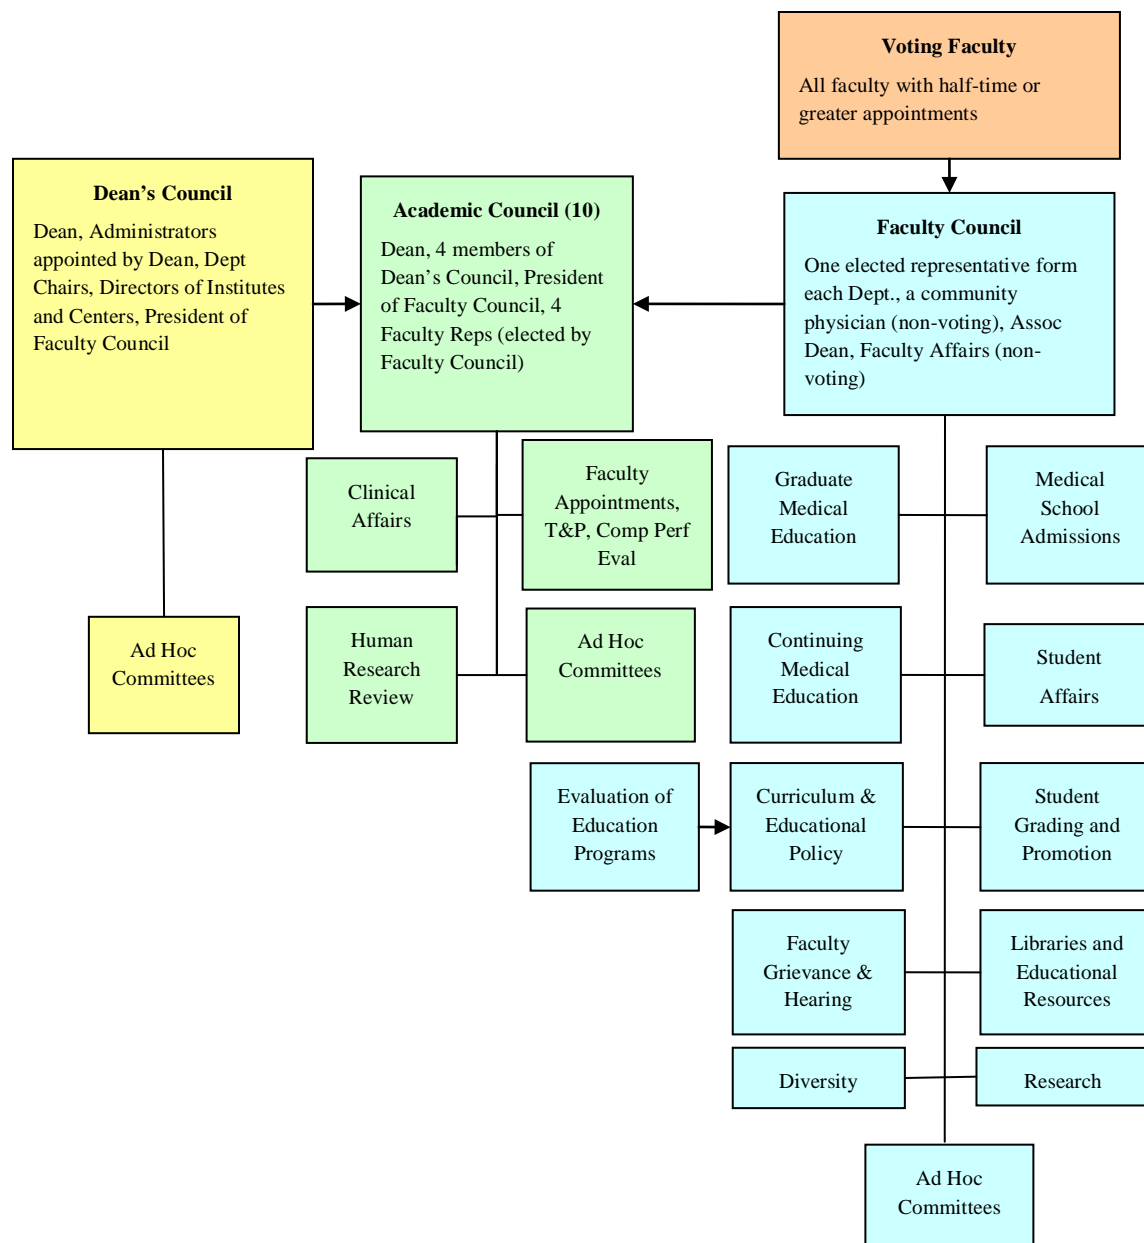 Voting Faculty
All faculty with half-time or
greater appointments
Dean’s Council
Dean, Administrators
appointed by Dean, Dept
Chairs, Directors of Institutes
and Centers, President of
Faculty Council
Academic Council (10)
Dean, 4 members of
Dean’s Council, President
of Faculty Council, 4
Faculty Reps (elected by
Faculty Council)
Faculty Council
One elected representative form
each Dept., a community
physician (non-voting), Assoc
Dean, Faculty Affairs (non-
voting)
Clinical
Affairs
Faculty
Appointments,
T&P, Comp Perf
Eval
Graduate
Medical
Education
Medical
School
Admissions
Ad Hoc
Committees
Human
Research
Review
Ad Hoc
Committees
Continuing
Medical
Education
Student
Affairs
Evaluation of
Education
Programs
Curriculum &
Educational
Policy
Student
Grading and
Promotion
Faculty
Grievance &
Hearing
Libraries and
Educational
Resources
Diversity
Research
Ad Hoc
Committees